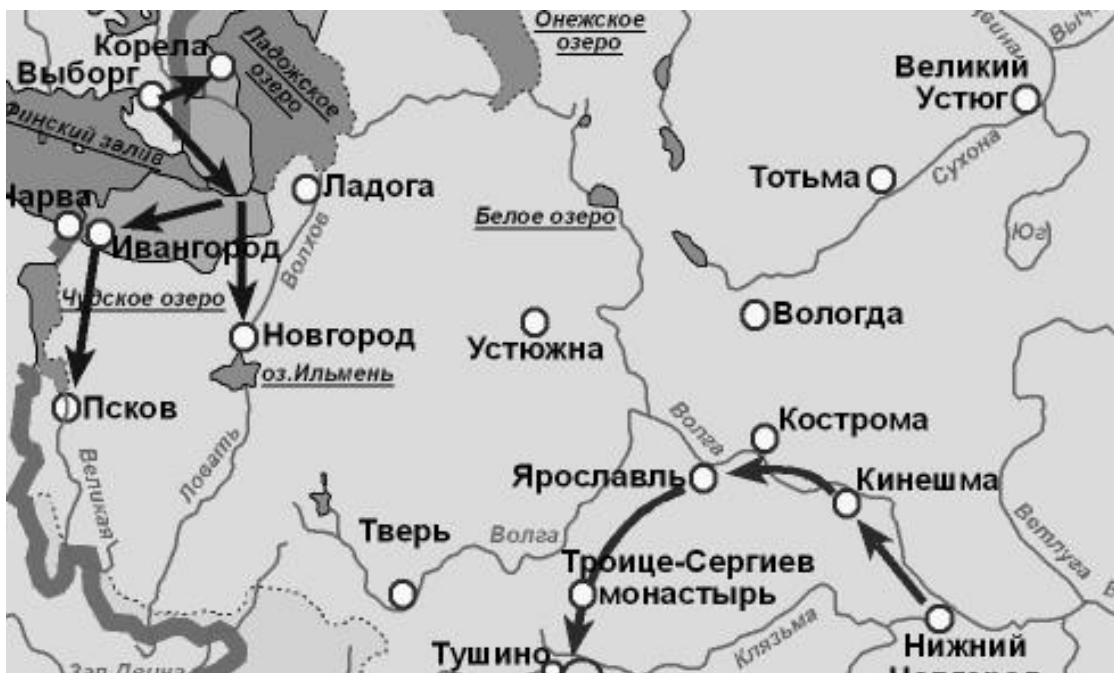 Онежское
озеро
Корела
Ладожское
озеро
Выборг
Великий
Устюг
Финский залив
Сухона
Тотьма
Ладога
Белое озеро
Юг
Ивангород
Волхов
Чудское озеро
Новгород
оз.Ильмень
Устюжна
Вологда
Псков
Великая
Ловать
Волга
Кострома
Ярославль
Кинешма
Ветлуга
Тверь
Волга
Троице-Сергиев
монастырь
Клязьма
Тушино
Нижний